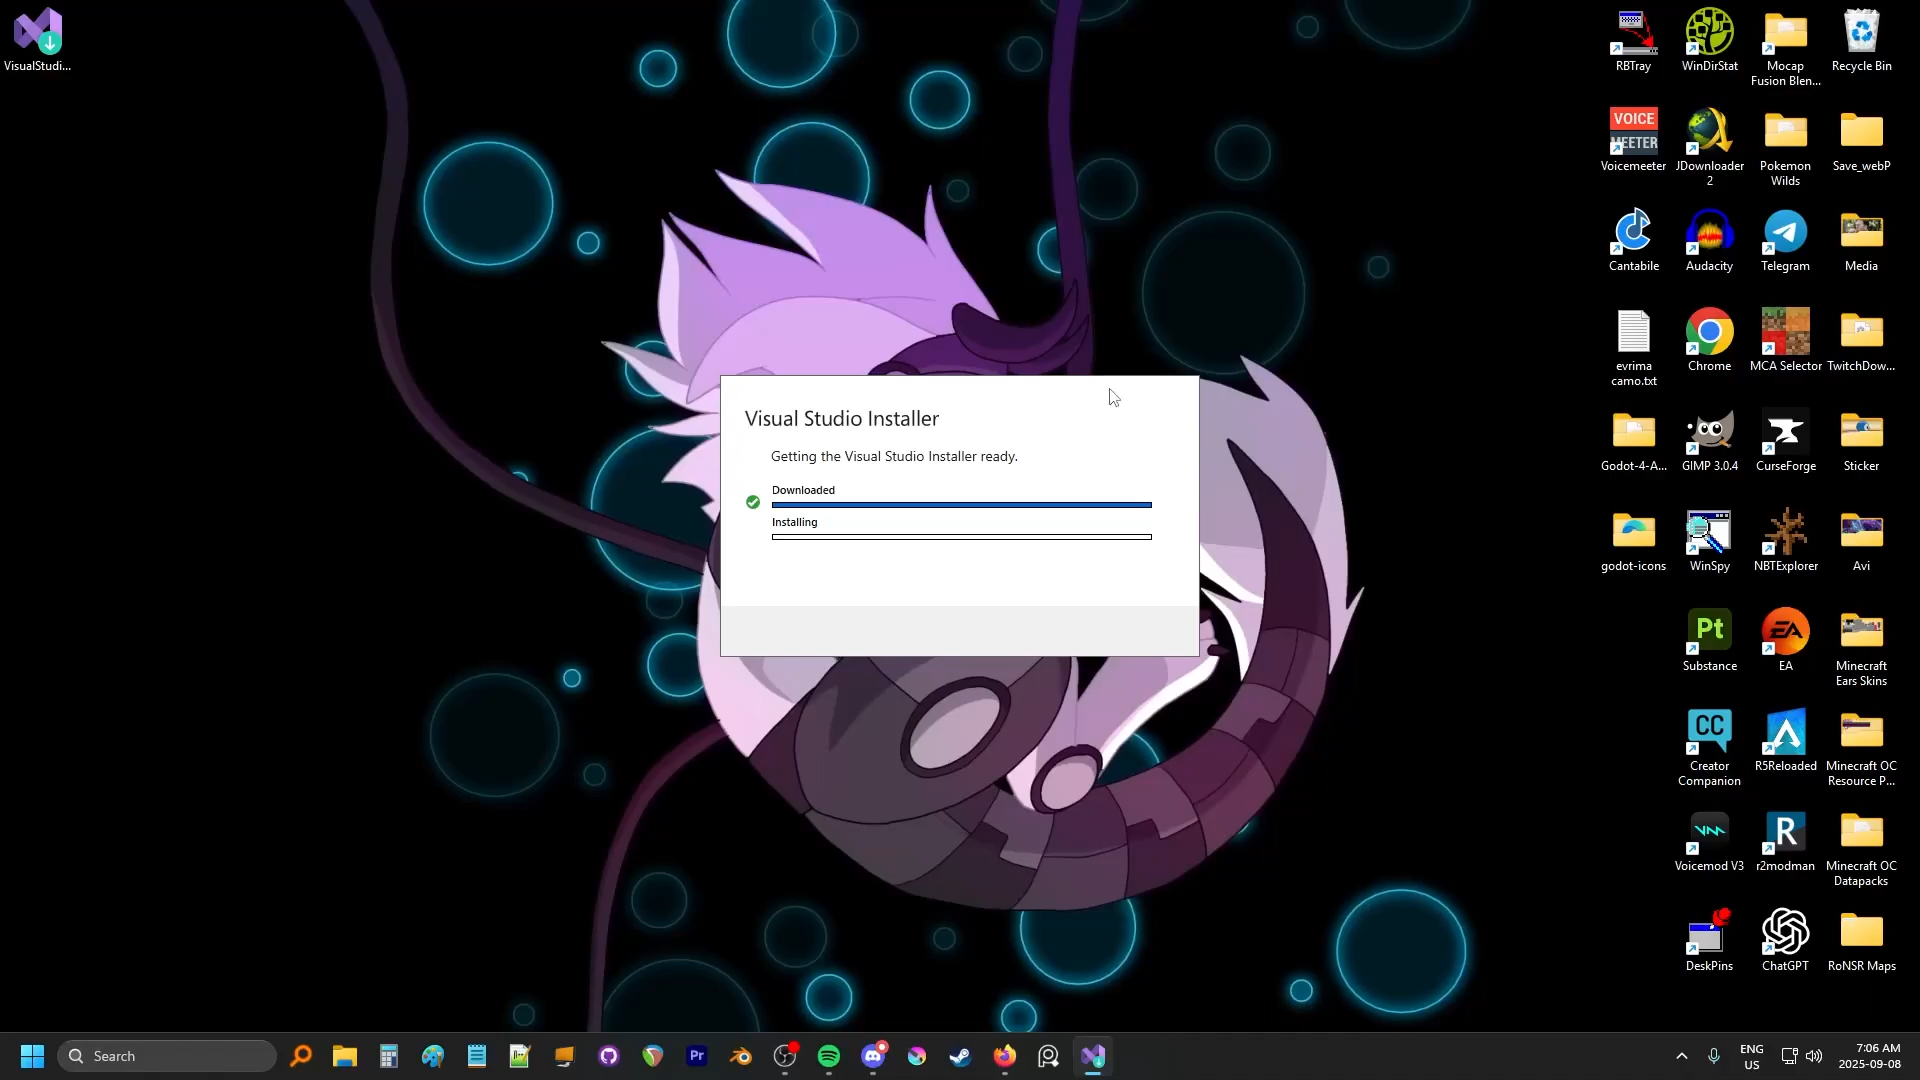 VisualStudi...
Visual Studio Installer
Getting the Visual Studio Installer ready.
Downloaded
Installing
RBTray
WinDirStat
Mocap
Fusion Blen...
Recycle Bin
VOICE
MEETER
Voicemeeter
JDownloader
2
Pokemon
Wilds
Save_webP
Cantabile
Audacity
Telegram
Media
evrima
camo.txt
Chrome
MCA Selector
TwitchDow...
Godot-4-A...
GIMP 3.0.4
CurseForge
Sticker
godot-icons
WinSpy
NBTExplorer
Avi
Pt
Substance
EA
EA
Minecraft
Ears Skins
CC
Creator
Companion
R5Reloaded
Minecraft OC
Resource P...
Voicemod V3
R
r2modman
Minecraft OC
Datapacks
DeskPins
ChatGPT
RoNSR Maps
Search
Pr
ENG
US
7:06 AM
2025-09-08